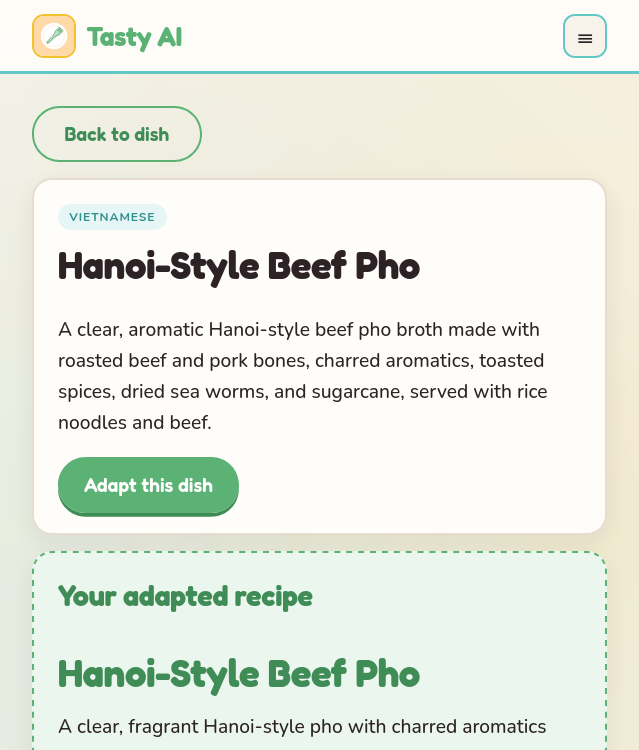 Tasty AI
Back to dish
VIETNAMESE
Hanoi-Style Beef Pho
A clear, aromatic Hanoi-style beef pho broth made with
roasted beef and pork bones, charred aromatics, toasted
spices, dried sea worms, and sugarcane, served with rice
noodles and beef.
Adapt this dish
Your adapted recipe
Hanoi-Style Beef Pho
A clear, fragrant Hanoi-style pho with charred aromatics